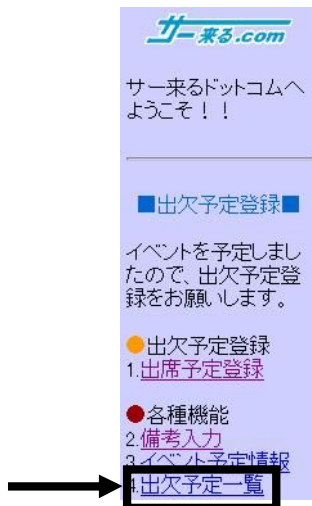 サー来る.com
サー来るドットコムへ
ようこそ！！
■出欠予定登録■
イベントを予定しまし
たので、出欠予定登
録をお願いします。
●出欠予定登録
1.出席予定登録
●各種機能
2.備考入力
3.イベント予定情報
4.出欠予定一覧